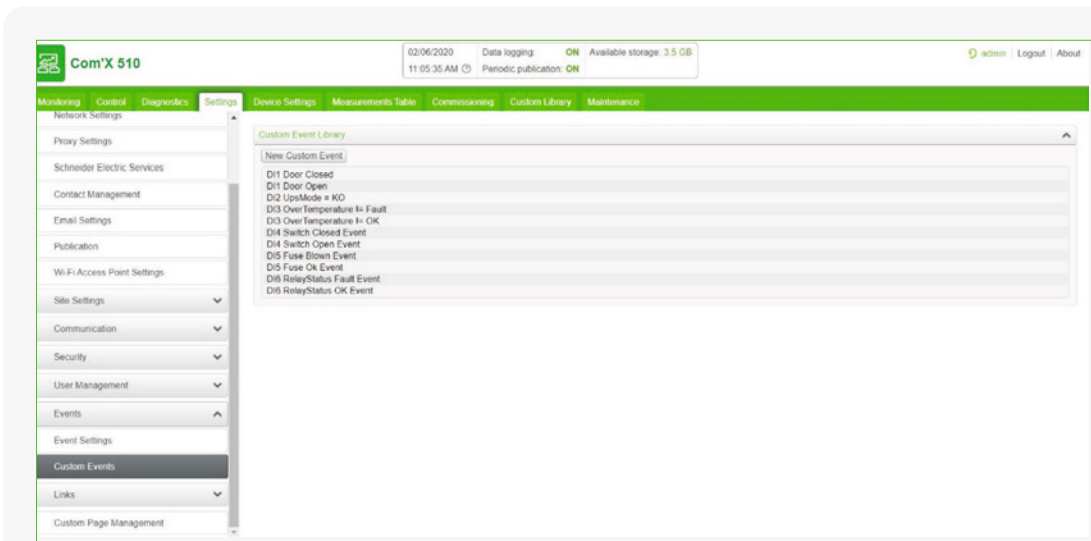 Com'X 510
02/06/2020 Data logging: ON Available storage: 3.5 GB
11:05:35 AM Periodic publication: ON
admin Logout About
Monitoring Control Diagnostics Settings Device Settings Measurements Table Commissioning Custom Library Maintenance
Network Settings
Proxy Settings
Schneider Electric Services
Contact Management
Email Settings
Publication
Wi-Fi Access Point Settings
Site Settings
Communication
Security
User Management
Events
Event Settings
Custom Events
Links
Custom Page Management
Custom Event Library
New Custom Event
DI1 Door Closed
DI1 Door Open
DI2 UpsMode = KO
DI3 OverTemperature != Fault
DI3 OverTemperature != OK
DI4 Switch Closed Event
DI4 Switch Open Event
DI5 Fuse Blown Event
DI5 Fuse Ok Event
DI6 RelayStatus Fault Event
DI6 RelayStatus OK Event